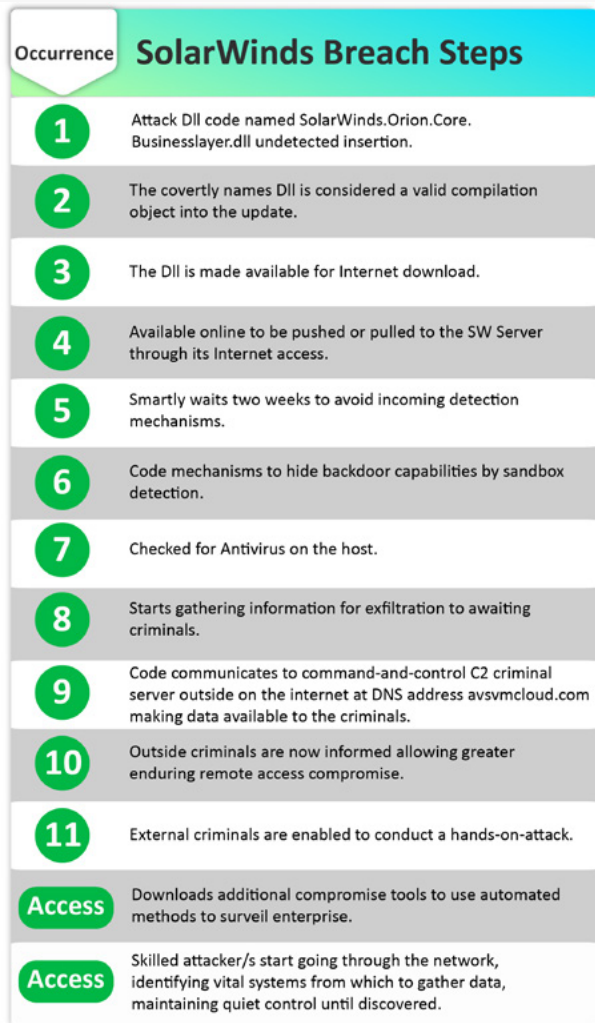 Occurrence
SolarWinds Breach Steps
1
Attack Dll code named SolarWinds.Orion.Core.
Businesslayer.dll undetected insertion.
2
The covertly names Dll is considered a valid compilation
object into the update.
3
The Dll is made available for Internet download.
4
Available online to be pushed or pulled to the SW Server
through its Internet access.
5
Smartly waits two weeks to avoid incoming detection
mechanisms.
6
Code mechanisms to hide backdoor capabilities by sandbox
detection.
7
Checked for Antivirus on the host.
8
Starts gathering information for exfiltration to awaiting
criminals.
9
Code communicates to command-and-control C2 criminal
server outside on the internet at DNS address avsvmcloud.com
making data available to the criminals.
10
Outside criminals are now informed allowing greater
enduring remote access compromise.
11
External criminals are enabled to conduct a hands-on-attack.
Access
Downloads additional compromise tools to use automated
methods to surveil enterprise.
Access
Skilled attacker/s start going through the network,
identifying vital systems from which to gather data,
maintaining quiet control until discovered.